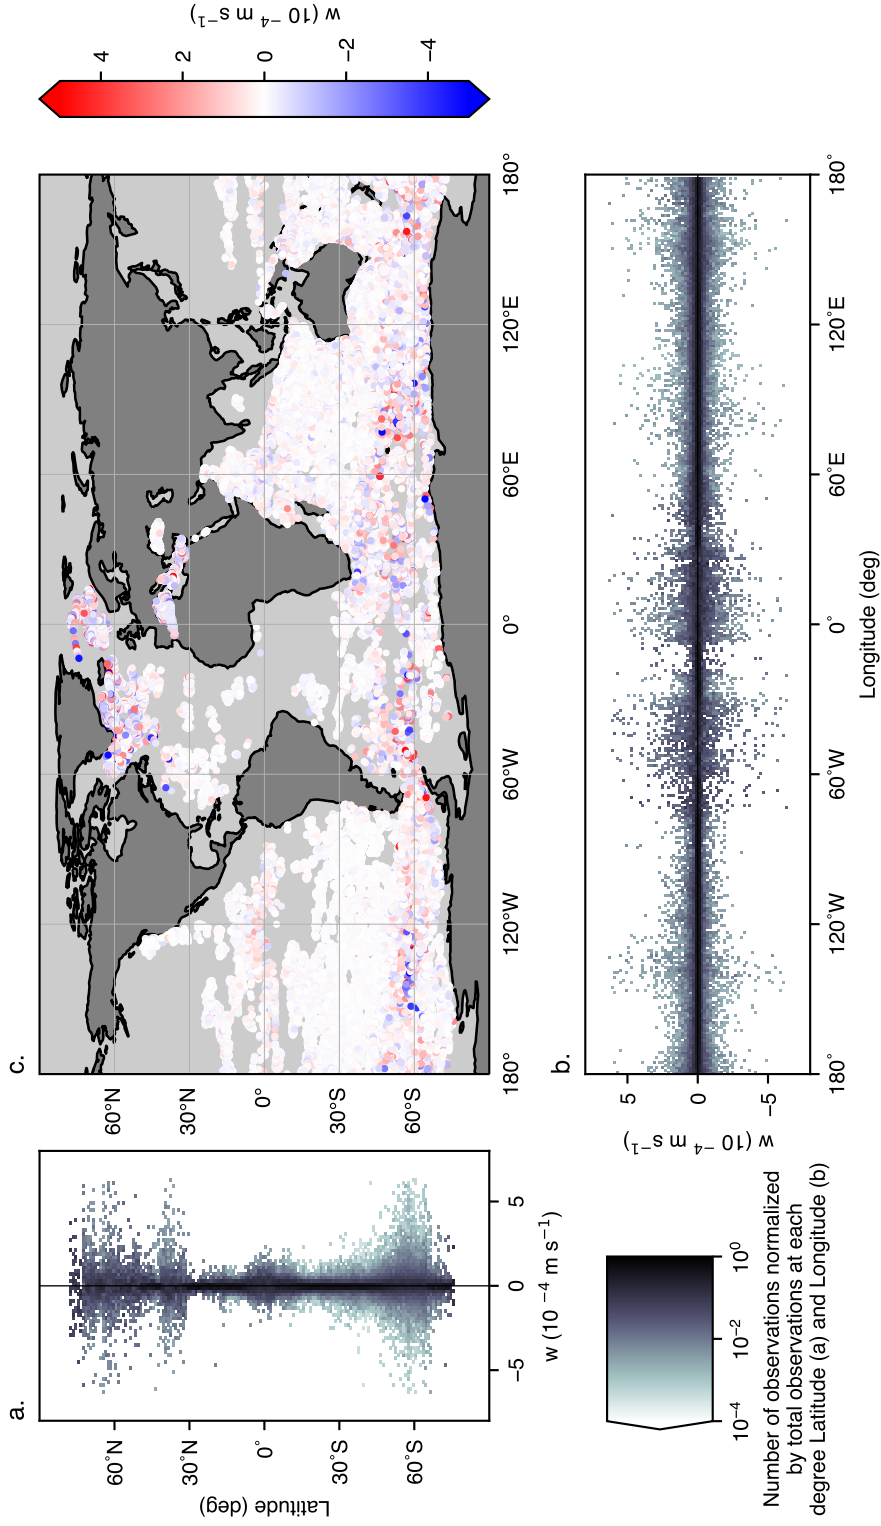 a.
60°N
30°N
0°
30°S
60°S
Latitude (deg)
−5
0
5
w (10⁻⁴ m s⁻¹)
c.
60°N
30°N
0°
30°S
60°S
180°
120°W
60°W
0°
60°E
120°E
180°
4
2
0
−2
−4
w (10⁻⁴ m s⁻¹)
b.
5
0
−5
w (10⁻⁴ m s⁻¹)
180°
120°W
60°W
0°
60°E
120°E
180°
Longitude (deg)
10⁻⁴
10⁻²
10⁰
Number of observations normalized
by total observations at each
degree Latitude (a) and Longitude (b)